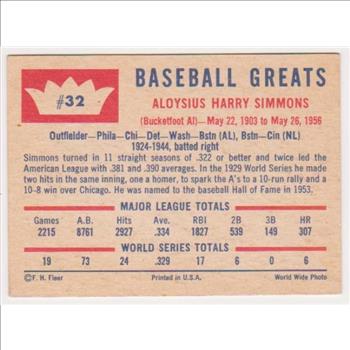 #32
BASEBALL GREATS
ALOYSIUS HARRY SIMMONS
(Bucketfoot Al)—May 22, 1903 to May 26, 1956
Outfielder—Phila—Chi—Det—Wash—Bstn (AL), Bstn—Cin (NL)
1924-1944, batted right
Simmons turned in 11 straight seasons of .322 or better and twice led the
American League with .381 and .390 averages. In the 1929 World Series he made
two hits in the same inning, both off Root, to spark the A's to a 10-run rally and a
10-8 win over Chicago. He was named to the baseball Hall of Fame in 1953.
MAJOR LEAGUE TOTALS
Games A.B. Hits Ave. RBI 2B 3B HR
2215 8761 2927 .334 1827 539 149 307
WORLD SERIES TOTALS
19 73 24 .329 17 6 0 6
©F. H. Fleer Printed in U.S.A. World Wide Photo